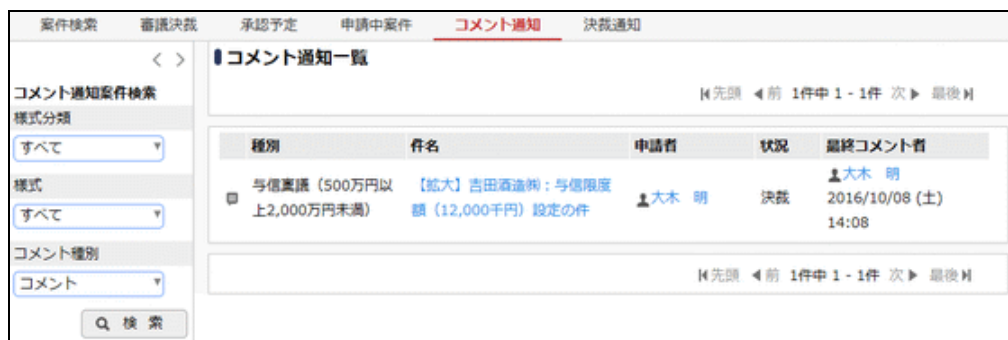 案件検索 審議決裁 承認予定 申請中案件 コメント通知 決裁通知
コメント通知案件検索
様式分類
すべて
様式
すべて
コメント種別
コメント
検 索
コメント通知一覧
先頭 前 1件中 1 - 1件 次 最後
種別 件名 申請者 状況 最終コメント者
与信稟議（500万円以
上2,000万円未満）
【拡大】吉田酒造㈱：与信限度
額（12,000千円）設定の件
大木 明
決裁
大木 明
2016/10/08 (土)
14:08
先頭 前 1件中 1 - 1件 次 最後